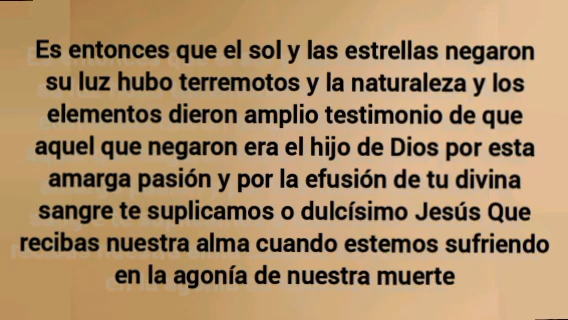 Es entonces que el sol y las estrellas negaron
su luz hubo terremotos y la naturaleza y los
elementos dieron amplio testimonio de que
aquel que negaron era el hijo de Dios por esta
amarga pasión y por la efusión de tu divina
sangre te suplicamos o dulcísimo Jesús Que
recibas nuestra alma cuando estemos sufriendo
en la agonía de nuestra muerte